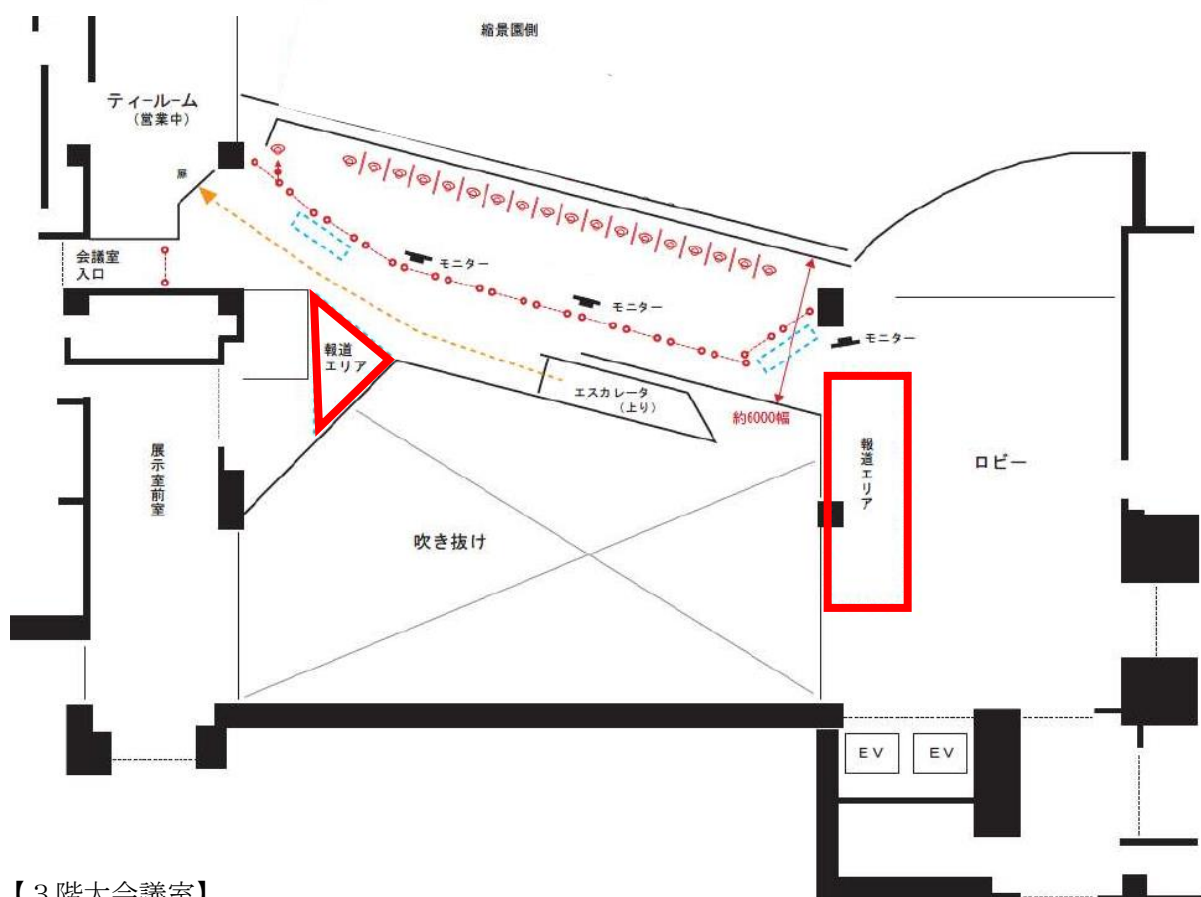 縮景園側
ティールーム
（営業中）
扉
会議室
入口
モニター
モニター
モニター
報道
エリア
エスカレータ
（上り）
約6000幅
報道エリア
ロビー
展示室前室
吹き抜け
EV
EV
【３階大会議室】